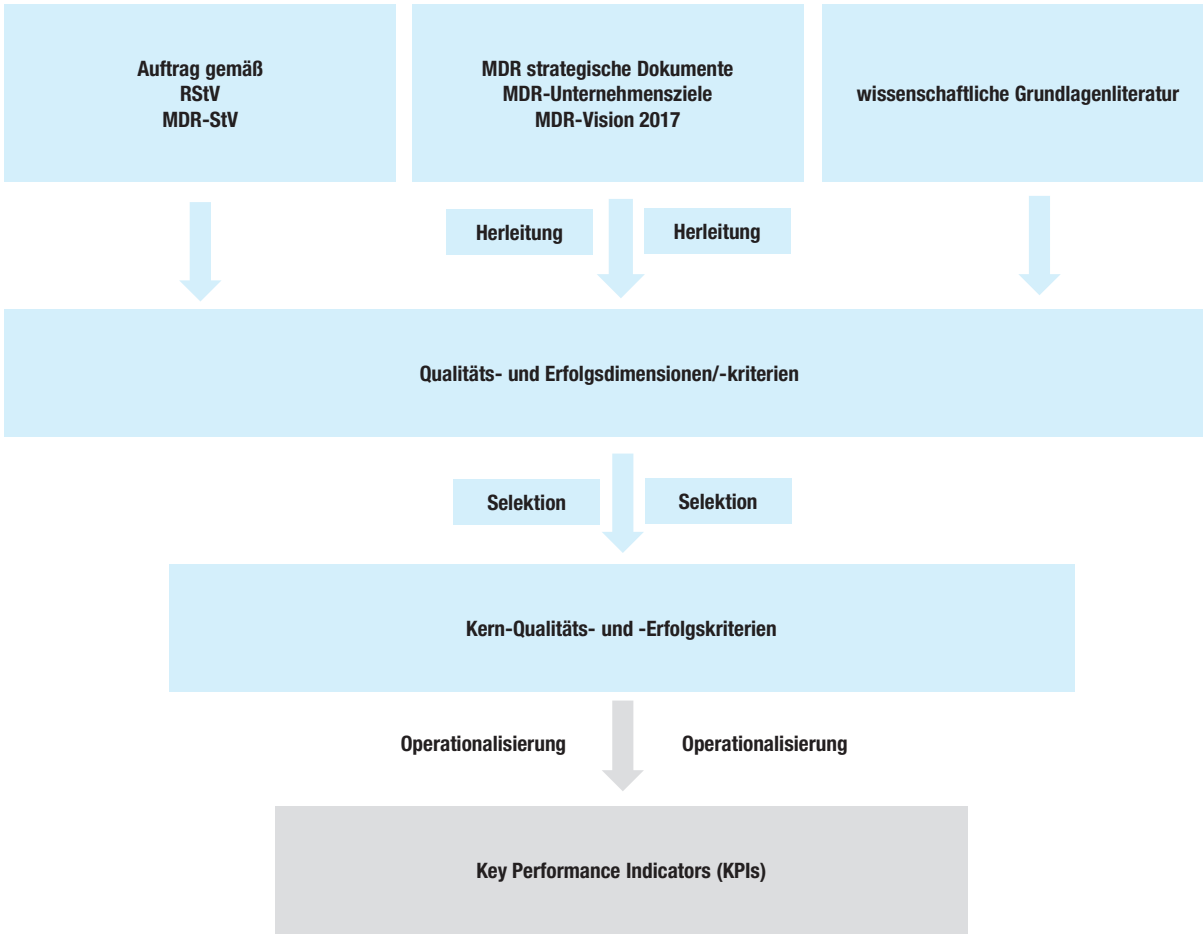 Auftrag gemäß
RStV
MDR-StV
MDR strategische Dokumente
MDR-Unternehmensziele
MDR-Vision 2017
wissenschaftliche Grundlagenliteratur
Herleitung
Herleitung
Qualitäts- und Erfolgsdimensionen/-kriterien
Selektion
Selektion
Kern-Qualitäts- und -Erfolgskriterien
Operationalisierung
Operationalisierung
Key Performance Indicators (KPIs)